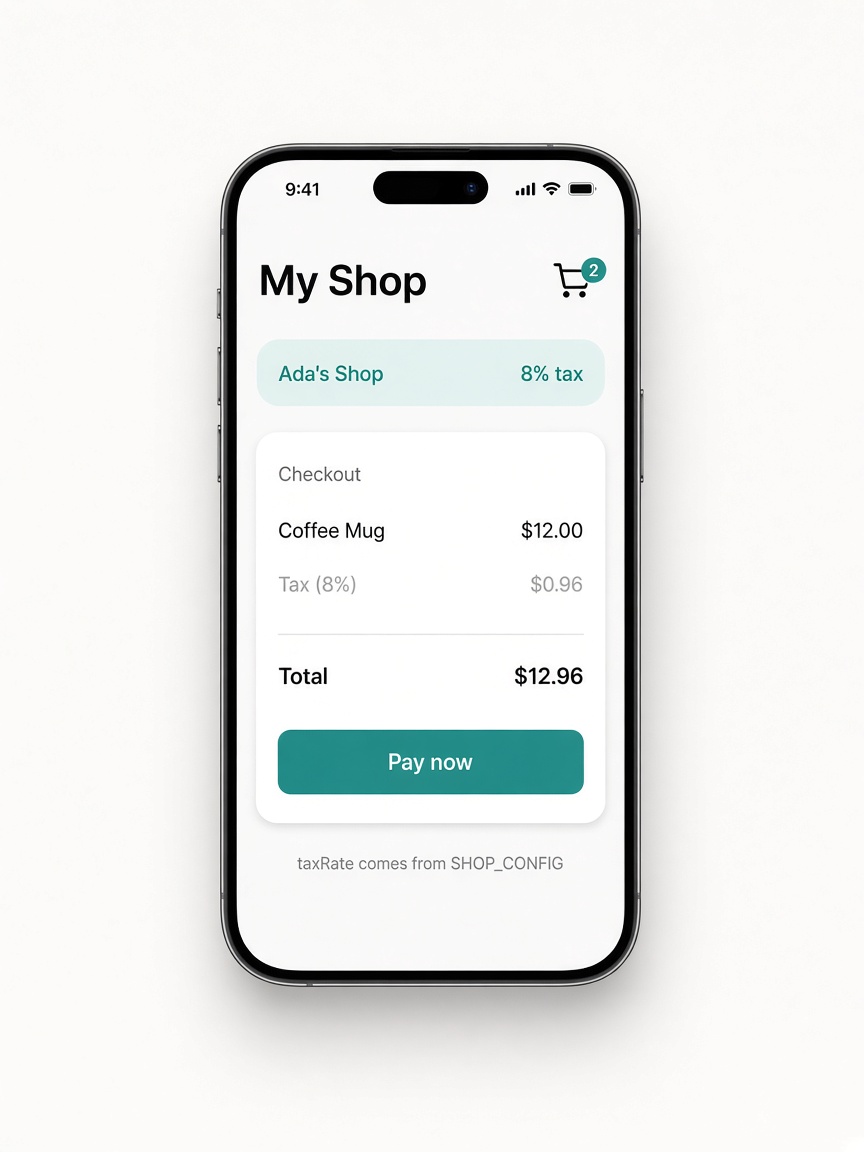 9:41
My Shop
2
Ada's Shop 8% tax
Checkout
Coffee Mug $12.00
Tax (8%) $0.96
Total $12.96
Pay now
taxRate comes from SHOP_CONFIG